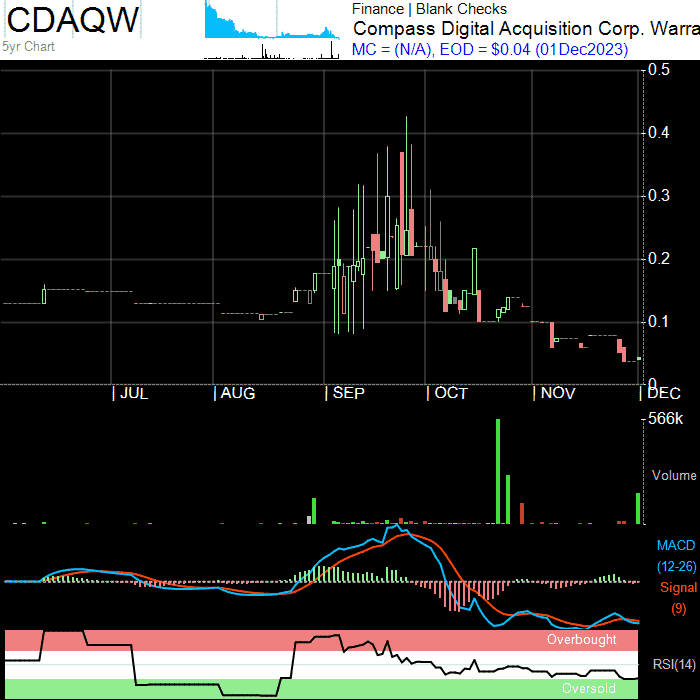 CDAQW
5yr Chart
Finance | Blank Checks
Compass Digital Acquisition Corp. Warra
MC = (N/A), EOD = $0.04 (01Dec2023)
0.5
0.4
0.3
0.2
0.1
0
JUL
AUG
SEP
OCT
NOV
DEC
566k
Volume
MACD
(12-26)
Signal
(9)
Overbought
RSI(14)
Oversold